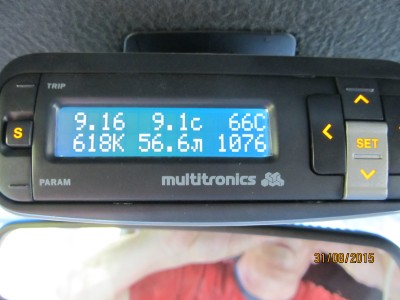 TRIP
9.16 9.1c 66C
618K 56.6л 1076
S
SET
PARAM
multitronics
31/08/2015